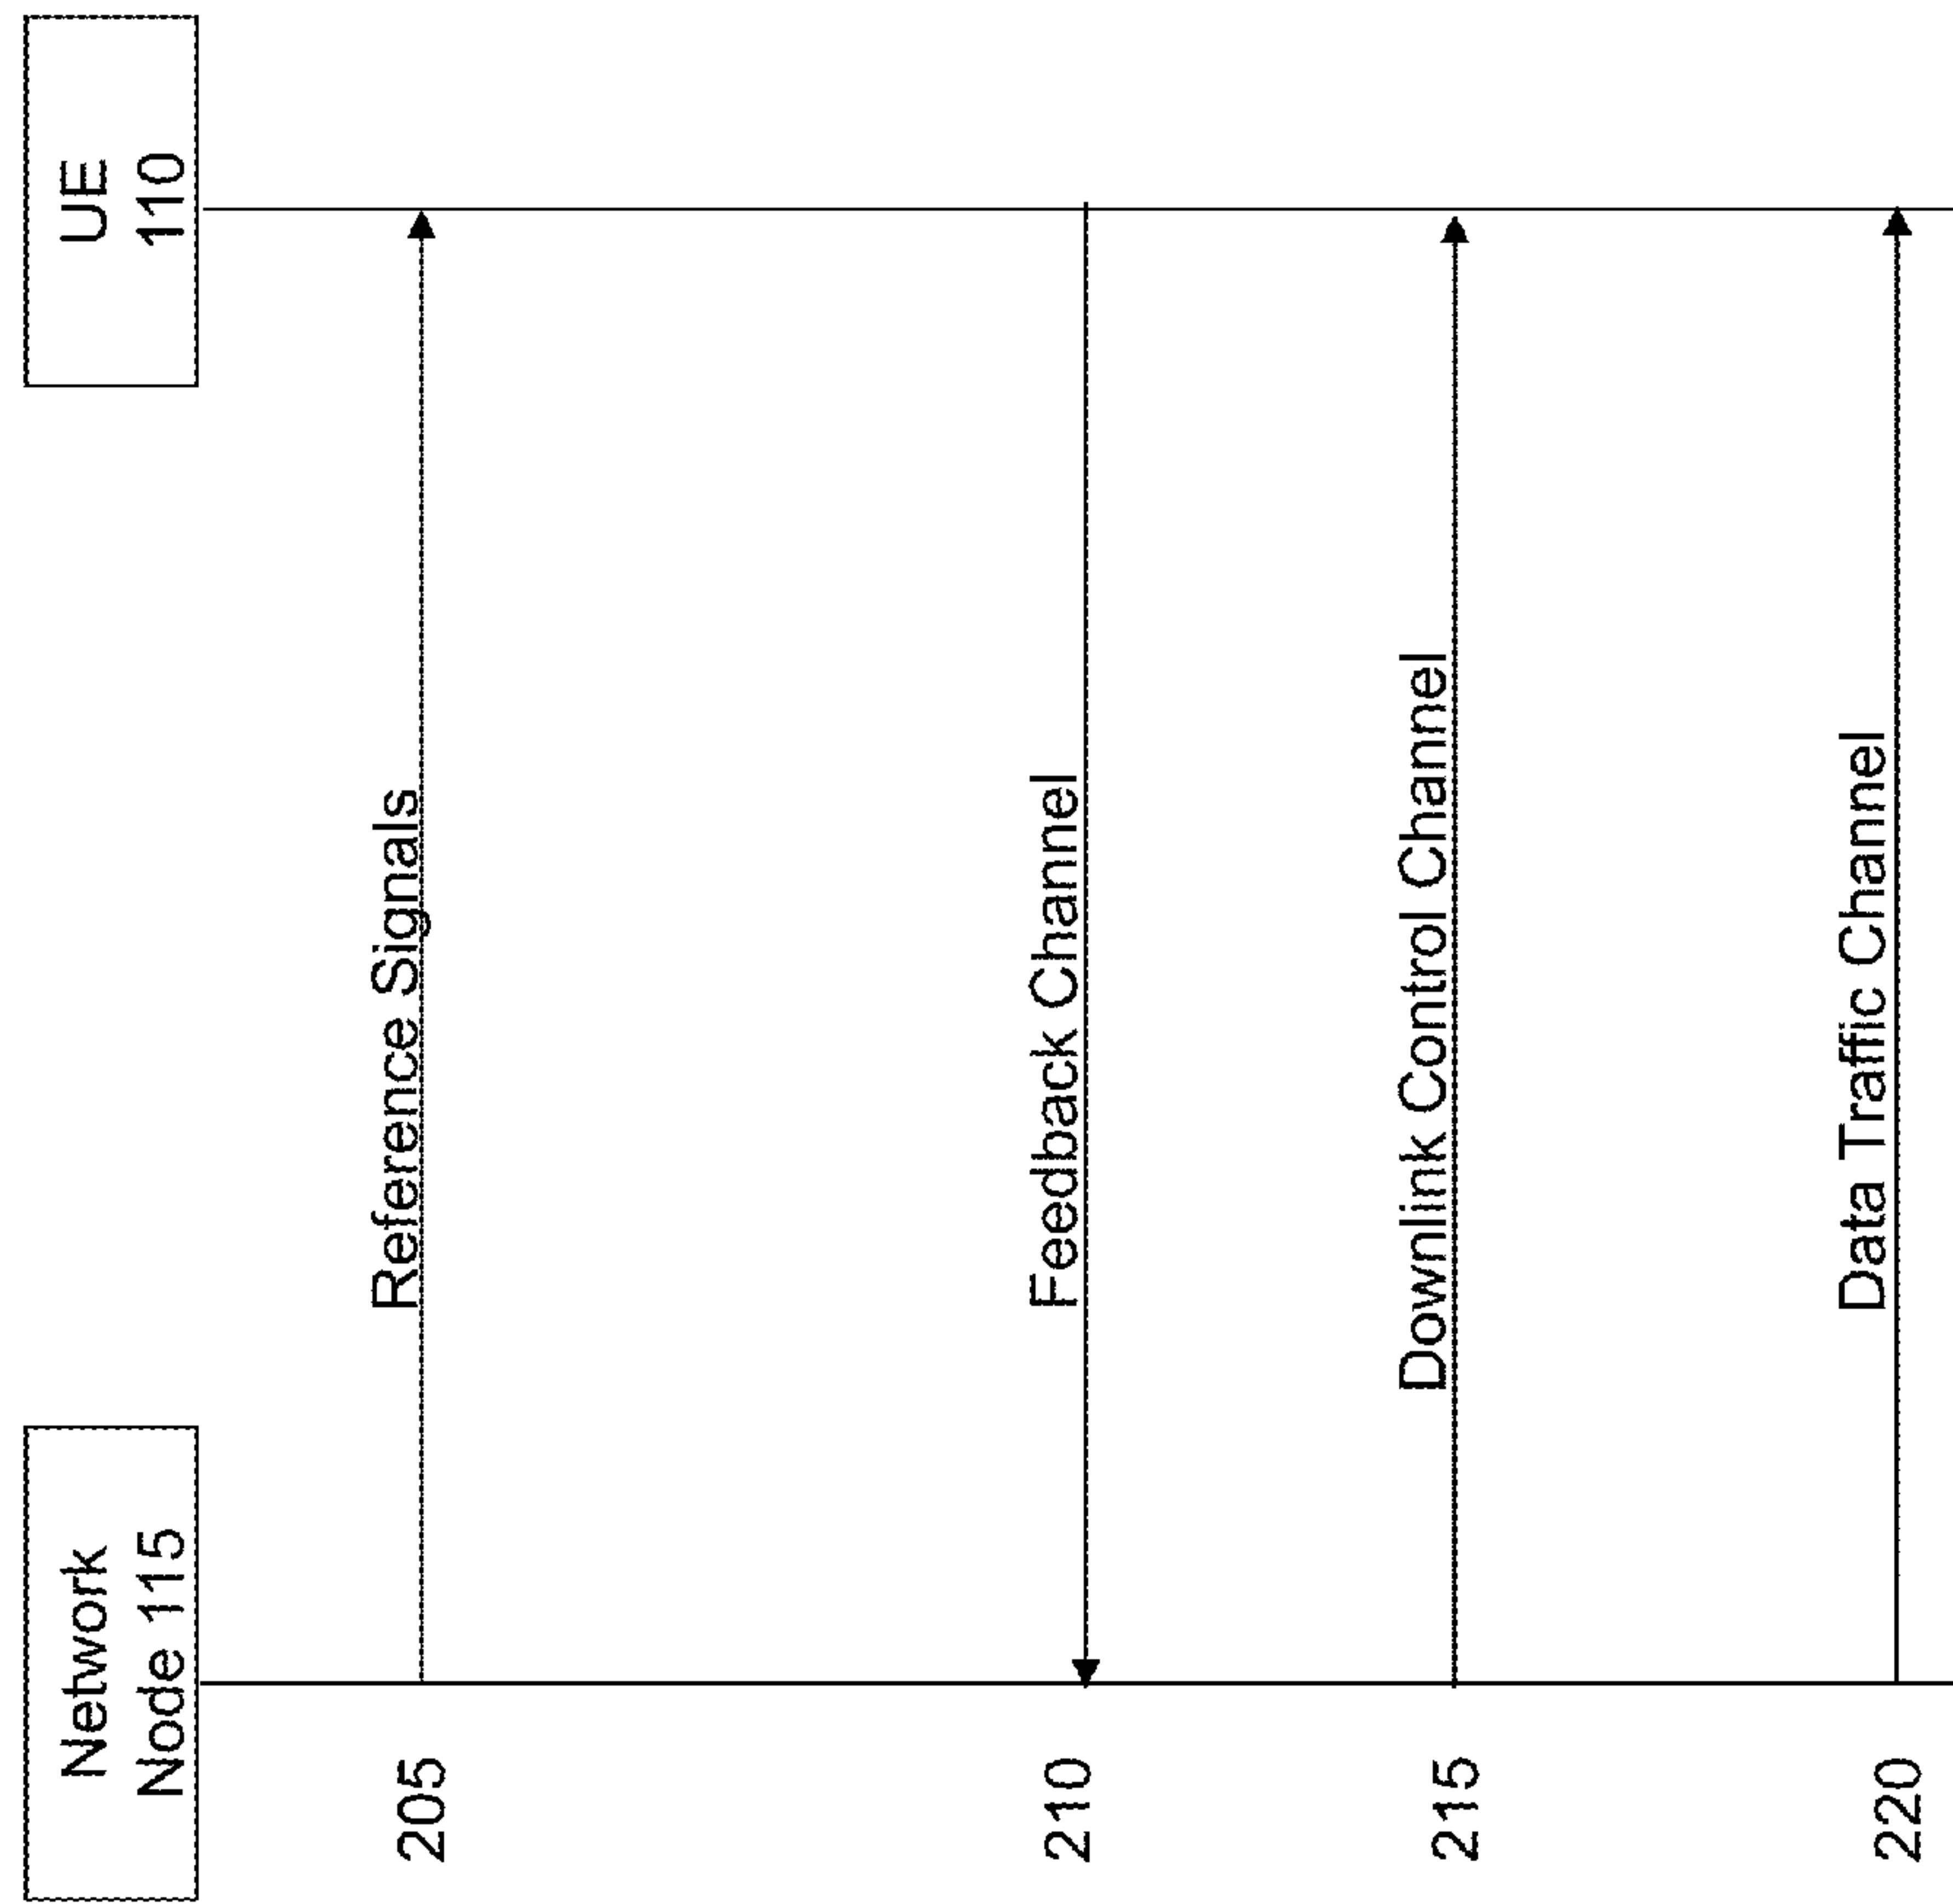 Network
Node 115
UE
110
205
Reference Signals
210
Feedback Channel
215
Downlink Control Channel
220
Data Traffic Channel